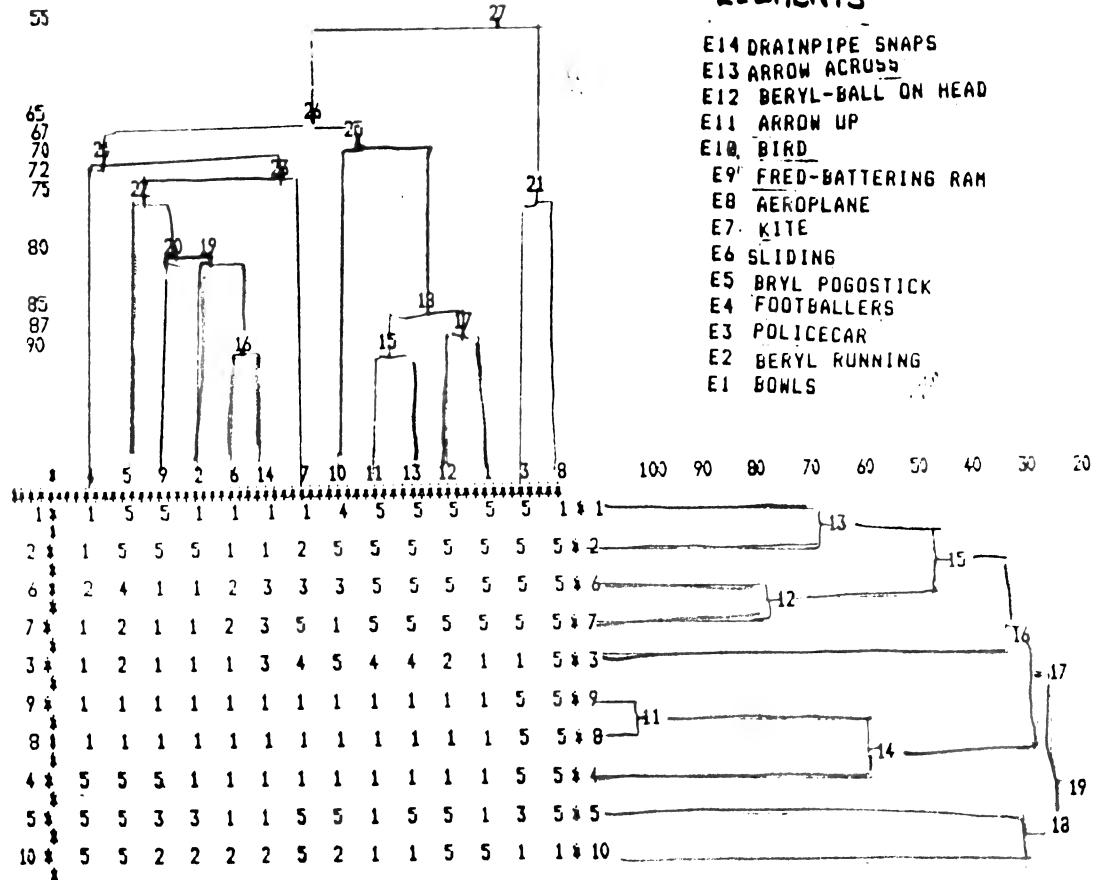 55
27
ELEMENTS
E14 DRAINPIPE SNAPS
E13 ARROW ACROSS
E12 BERYL-BALL ON HEAD
E11 ARROW UP
E10. BIRD
E9 FRED-BATTERING RAM
E8 AEROPLANE
E7. KITE
E6 SLIDING
E5 BRYL POGOSTICK
E4 FOOTBALLERS
E3 POLICECAR
E2 BERYL RUNNING
E1 BOWLS
65
26
67
70
72
75
22
21
80
20 19
85
18
87
17
90
16
15
4 5 9 2 6 14 7 10 11 13 12 1 3 8
100 90 80 70 60 50 40 30 20
1 * 1 5 5 1 1 1 1 4 5 5 5 5 5 1 * 1
13
2 * 1 5 5 5 1 1 2 5 5 5 5 5 5 5 * 2
15
6 * 2 4 1 1 2 3 3 3 5 5 5 5 5 5 * 6
12
7 * 1 2 1 1 2 3 5 1 5 5 5 5 5 5 * 7
16
3 * 1 2 1 1 1 3 4 5 4 4 2 1 1 5 * 3
17
9 * 1 1 1 1 1 1 1 1 1 1 1 1 5 5 * 9
11
8 * 1 1 1 1 1 1 1 1 1 1 1 1 5 5 * 8
14
4 * 5 5 5 1 1 1 1 1 1 1 1 1 5 5 * 4
19
5 * 5 5 3 3 1 1 5 5 1 5 5 1 3 5 * 5
18
10 * 5 5 2 2 2 2 5 2 1 1 5 5 1 1 * 10